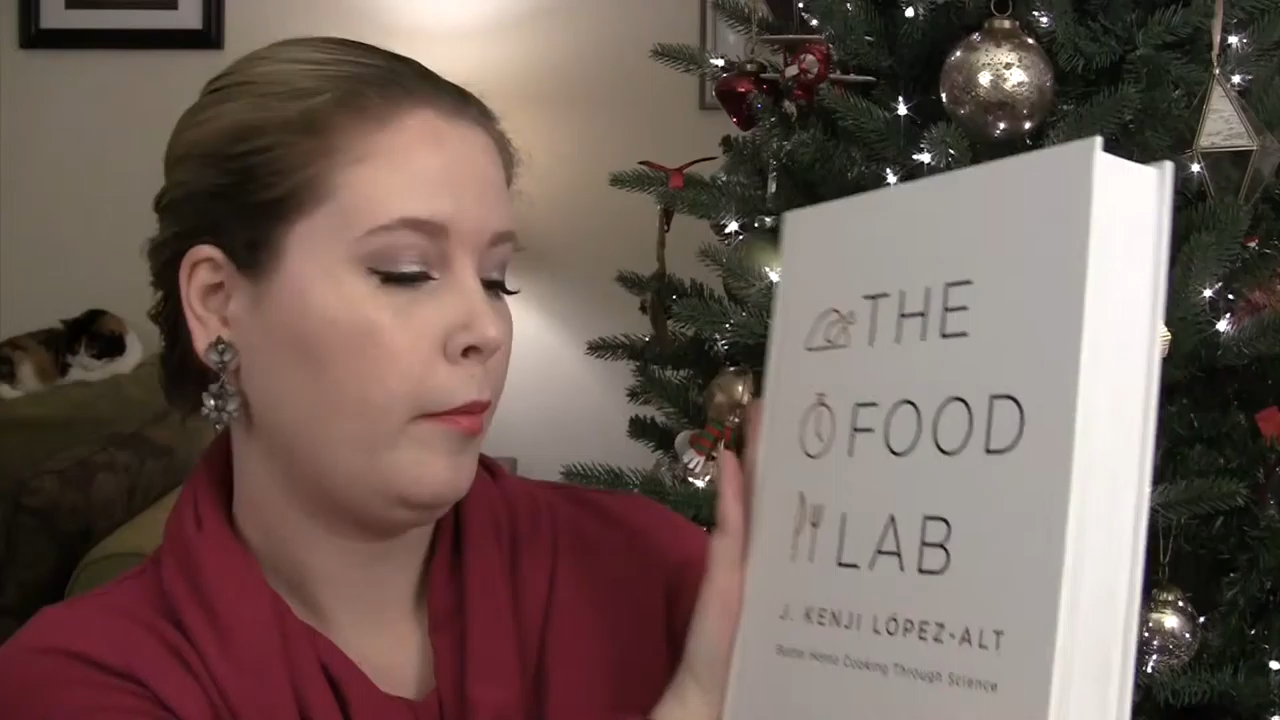 THE
FOOD
LAB
J. KENJI LÓPEZ-ALT
Better Home Cooking Through Science